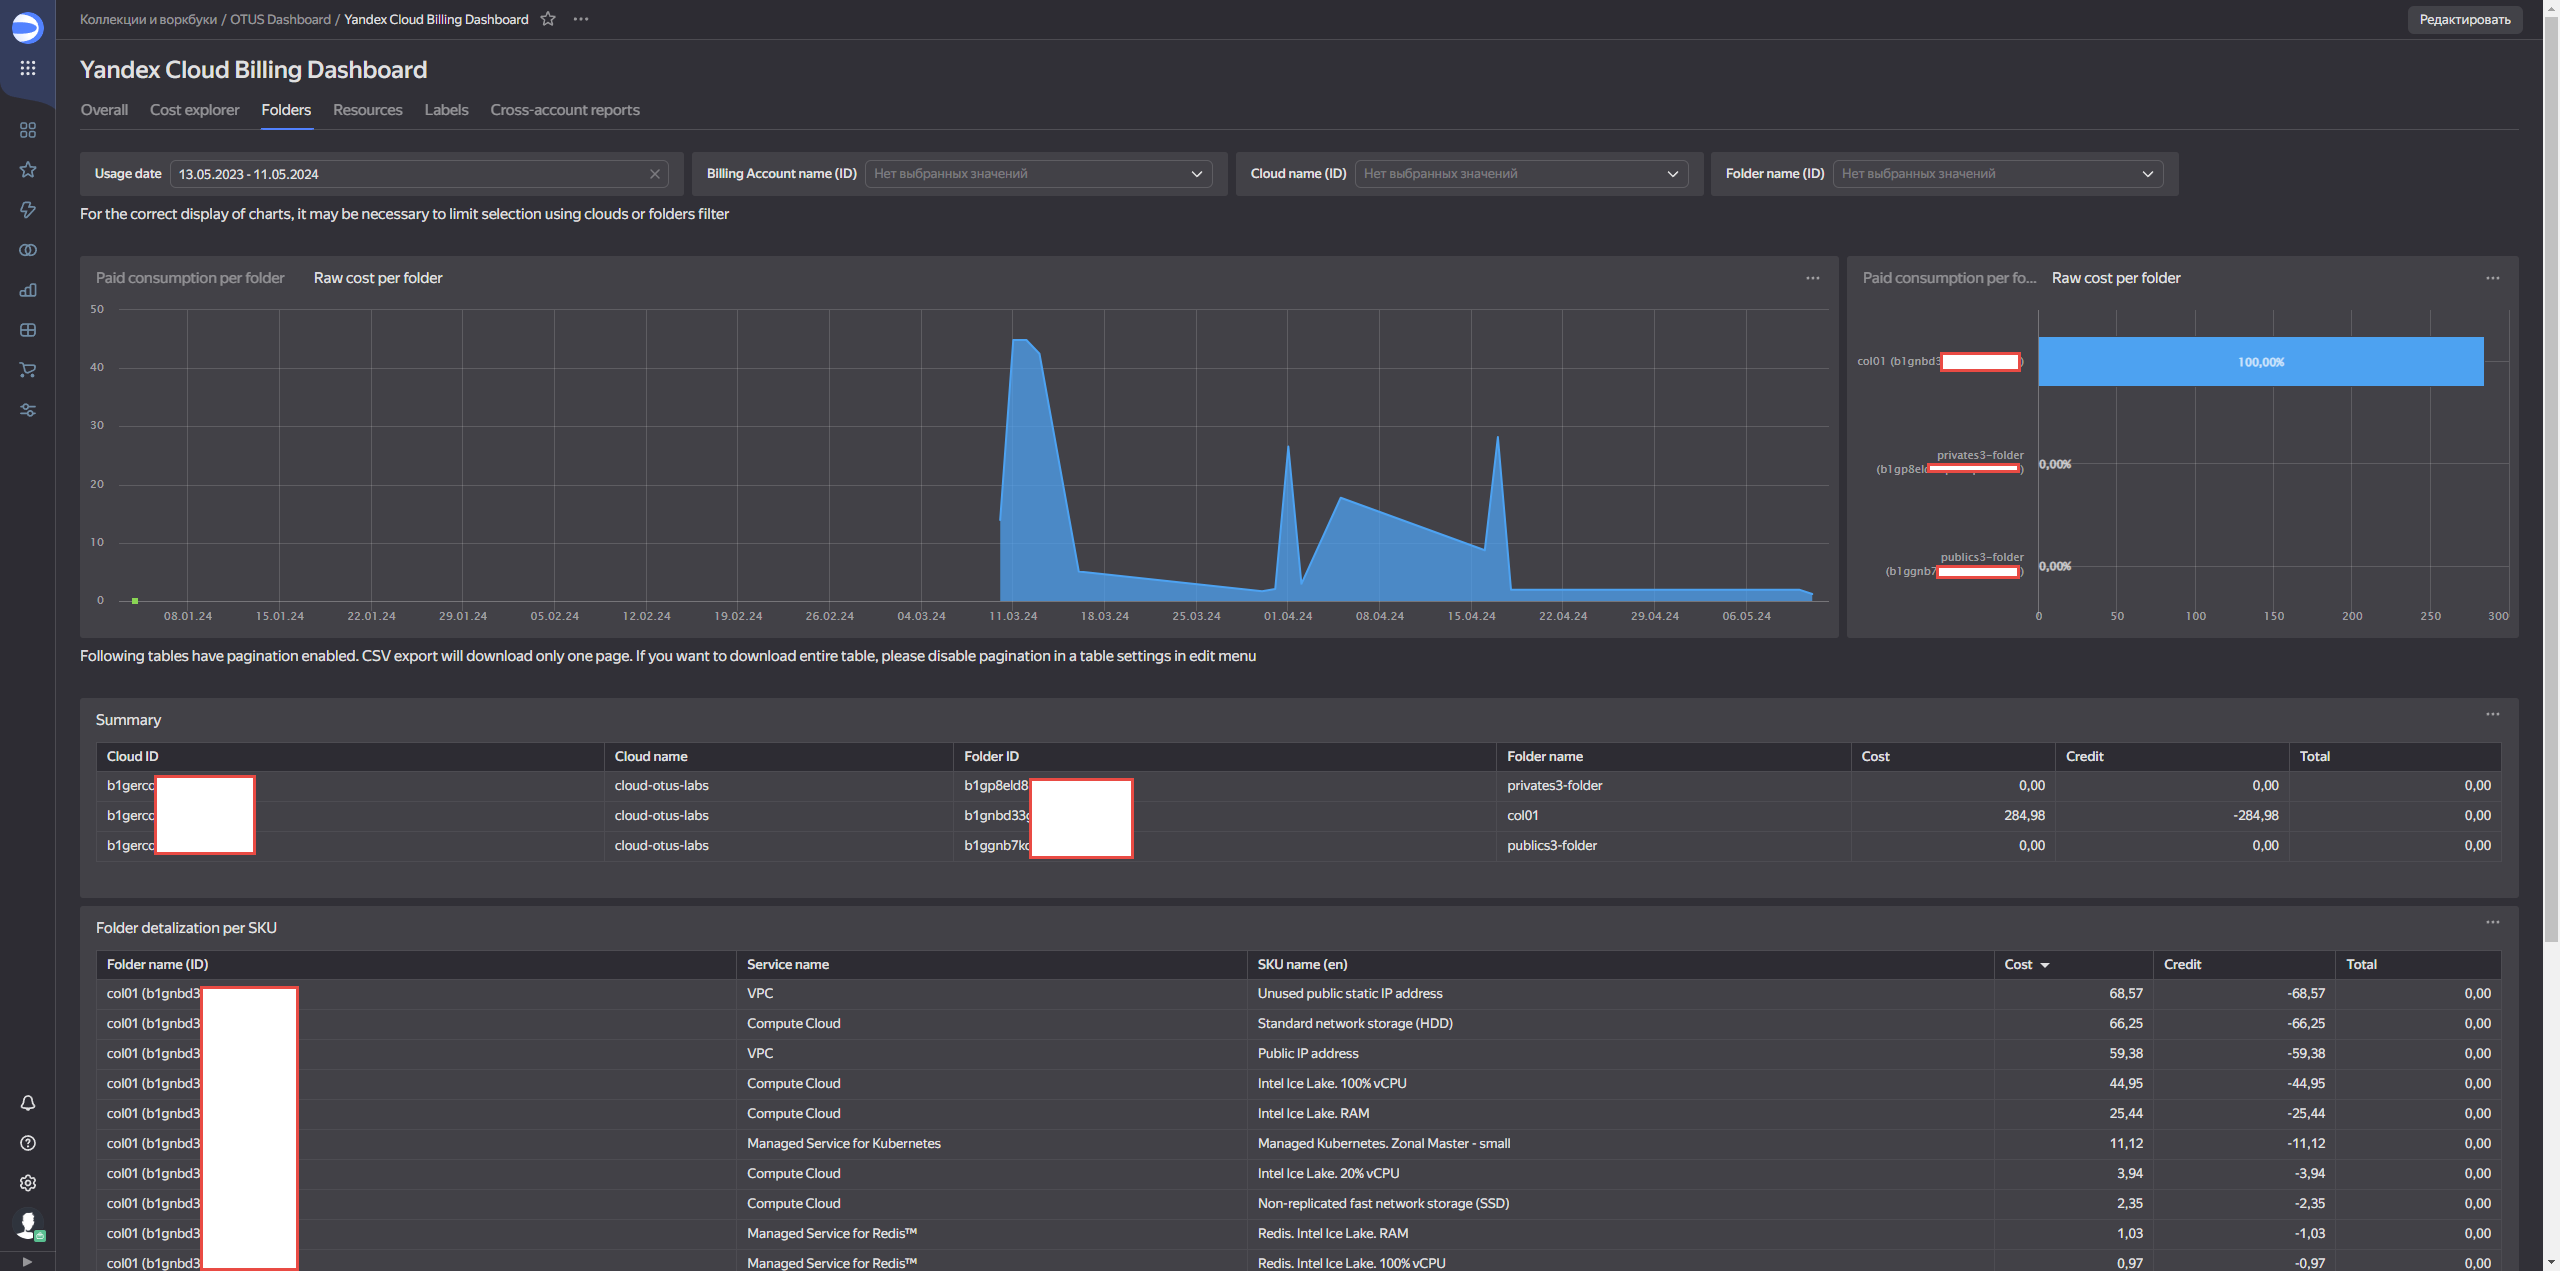 Коллекции и воркбуки / OTUS Dashboard / Yandex Cloud Billing Dashboard
Редактировать
Yandex Cloud Billing Dashboard
Overall Cost explorer Folders Resources Labels Cross-account reports
Usage date 13.05.2023 - 11.05.2024 Billing Account name (ID) Нет выбранных значений Cloud name (ID) Нет выбранных значений Folder name (ID) Нет выбранных значений
For the correct display of charts, it may be necessary to limit selection using clouds or folders filter
Paid consumption per folder Raw cost per folder
50
40
30
20
10
0
08.01.24 15.01.24 22.01.24 29.01.24 05.02.24 12.02.24 19.02.24 26.02.24 04.03.24 11.03.24 18.03.24 25.03.24 01.04.24 08.04.24 15.04.24 22.04.24 29.04.24 06.05.24
Paid consumption per fo... Raw cost per folder
col01 (b1gnbd3 ) 100,00%
privates3-folder
(b1gp8eld ) 0,00%
publics3-folder
(b1ggnb7 ) 0,00%
0 50 100 150 200 250 300
Following tables have pagination enabled. CSV export will download only one page. If you want to download entire table, please disable pagination in a table settings in edit menu
Summary
Cloud ID Cloud name Folder ID Folder name Cost Credit Total
b1gerc cloud-otus-labs b1gp8eld8 privates3-folder 0,00 0,00 0,00
b1gerc cloud-otus-labs b1gnbd33 col01 284,98 -284,98 0,00
b1gerc cloud-otus-labs b1ggnb7k publics3-folder 0,00 0,00 0,00
Folder detalization per SKU
Folder name (ID) Service name SKU name (en) Cost Credit Total
col01 (b1gnbd3 VPC Unused public static IP address 68,57 -68,57 0,00
col01 (b1gnbd3 Compute Cloud Standard network storage (HDD) 66,25 -66,25 0,00
col01 (b1gnbd3 VPC Public IP address 59,38 -59,38 0,00
col01 (b1gnbd3 Compute Cloud Intel Ice Lake. 100% vCPU 44,95 -44,95 0,00
col01 (b1gnbd3 Compute Cloud Intel Ice Lake. RAM 25,44 -25,44 0,00
col01 (b1gnbd3 Managed Service for Kubernetes Managed Kubernetes. Zonal Master - small 11,12 -11,12 0,00
col01 (b1gnbd3 Compute Cloud Intel Ice Lake. 20% vCPU 3,94 -3,94 0,00
col01 (b1gnbd3 Compute Cloud Non-replicated fast network storage (SSD) 2,35 -2,35 0,00
col01 (b1gnbd3 Managed Service for Redis™ Redis. Intel Ice Lake. RAM 1,03 -1,03 0,00
col01 (b1gnbd3 Managed Service for Redis™ Redis. Intel Ice Lake. 100% vCPU 0,97 -0,97 0,00